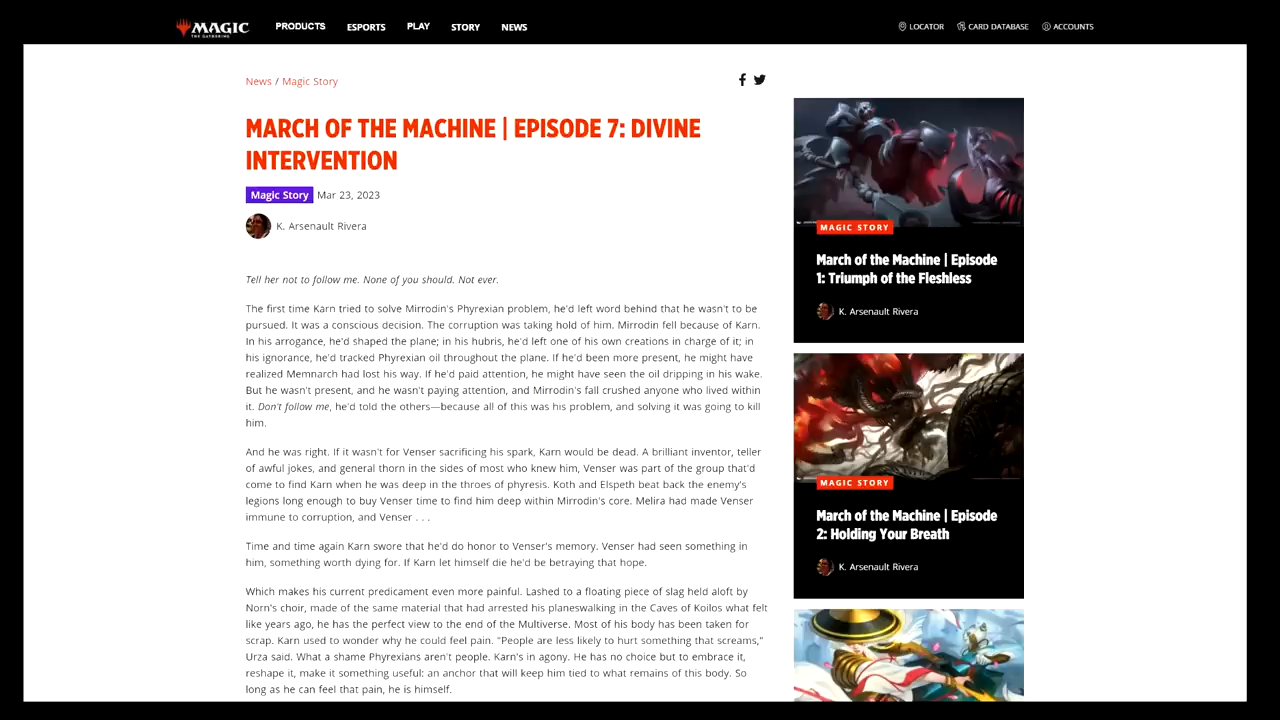 MAGIC
THE GATHERING
PRODUCTS ESPORTS PLAY STORY NEWS
LOCATOR CARD DATABASE ACCOUNTS
News / Magic Story
MARCH OF THE MACHINE | EPISODE 7: DIVINE
INTERVENTION
Magic Story Mar 23, 2023
K. Arsenault Rivera
Tell her not to follow me. None of you should. Not ever.
The first time Karn tried to solve Mirrodin's Phyrexian problem, he'd left word behind that he wasn't to be
pursued. It was a conscious decision. The corruption was taking hold of him. Mirrodin fell because of Karn.
In his arrogance, he'd shaped the plane; in his hubris, he'd left one of his own creations in charge of it; in
his ignorance, he'd tracked Phyrexian oil throughout the plane. If he'd been more present, he might have
realized Memnarch had lost his way. If he'd paid attention, he might have seen the oil dripping in his wake.
But he wasn't present, and he wasn't paying attention, and Mirrodin's fall crushed anyone who lived within
it. Don't follow me, he'd told the others—because all of this was his problem, and solving it was going to kill
him.
And he was right. If it wasn't for Venser sacrificing his spark, Karn would be dead. A brilliant inventor, teller
of awful jokes, and general thorn in the sides of most who knew him, Venser was part of the group that'd
come to find Karn when he was deep in the throes of phyresis. Koth and Elspeth beat back the enemy's
legions long enough to buy Venser time to find him deep within Mirrodin's core. Melira had made Venser
immune to corruption, and Venser . . .
Time and time again Karn swore that he'd do honor to Venser's memory. Venser had seen something in
him, something worth dying for. If Karn let himself die he'd be betraying that hope.
Which makes his current predicament even more painful. Lashed to a floating piece of slag held aloft by
Norn's choir, made of the same material that had arrested his planeswalking in the Caves of Koilos what felt
like years ago, he has the perfect view to the end of the Multiverse. Most of his body has been taken for
scrap. Karn used to wonder why he could feel pain. "People are less likely to hurt something that screams,"
Urza said. What a shame Phyrexians aren't people. Karn's in agony. He has no choice but to embrace it,
reshape it, make it something useful: an anchor that will keep him tied to what remains of this body. So
long as he can feel that pain, he is himself.
MAGIC STORY
March of the Machine | Episode
1: Triumph of the Fleshless
K. Arsenault Rivera
MAGIC STORY
March of the Machine | Episode
2: Holding Your Breath
K. Arsenault Rivera